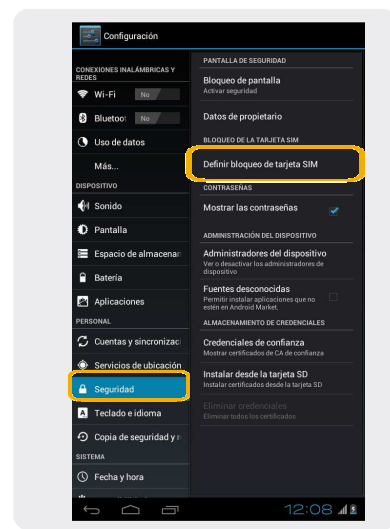 Configuración
CONEXIONES INALÁMBRICAS Y
REDES
Wi-Fi No
Bluetoot No
Uso de datos
Más...
DISPOSITIVO
Sonido
Pantalla
Espacio de almacenar
Batería
Aplicaciones
PERSONAL
Cuentas y sincronizaci
Servicios de ubicación
Seguridad
Teclado e idioma
Copia de seguridad y r
SISTEMA
Fecha y hora
PANTALLA DE SEGURIDAD
Bloqueo de pantalla
Activar seguridad
Datos de propietario
BLOQUEO DE LA TARJETA SIM
Definir bloqueo de tarjeta SIM
CONTRASEÑAS
Mostrar las contraseñas
ADMINISTRACIÓN DEL DISPOSITIVO
Administradores del dispositivo
Ver o desactivar los administradores de
dispositivo
Fuentes desconocidas
Permitir instalar aplicaciones que no
estén en Android Market.
ALMACENAMIENTO DE CREDENCIALES
Credenciales de confianza
Mostrar certificados de CA de confianza
Instalar desde la tarjeta SD
Instalar certificados desde la tarjeta SD
Eliminar credenciales
Eliminar todos los certificados
12:08